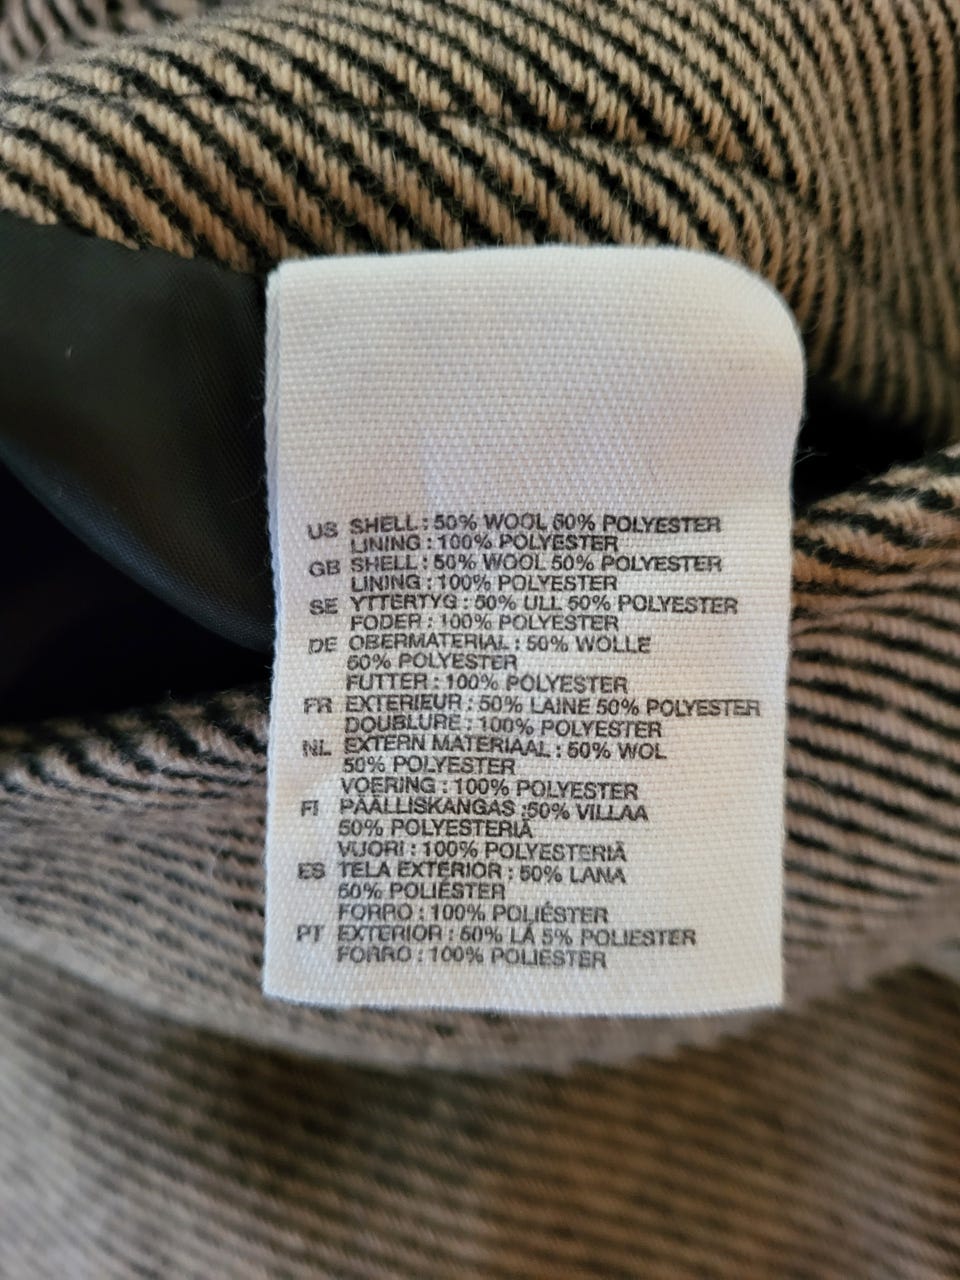 US SHELL : 50% WOOL 50% POLYESTER
LINING : 100% POLYESTER
GB SHELL : 50% WOOL 50% POLYESTER
LINING : 100% POLYESTER
SE YTTERTYG : 50% ULL 50% POLYESTER
FODER : 100% POLYESTER
DE OBERMATERIAL : 50% WOLLE
50% POLYESTER
FUTTER : 100% POLYESTER
FR EXTERIEUR : 50% LAINE 50% POLYESTER
DOUBLURE : 100% POLYESTER
NL EXTERN MATERIAAL : 50% WOL
50% POLYESTER
VOERING : 100% POLYESTER
FI PÄÄLLISKANGAS :50% VILLAA
50% POLYESTERIÄ
VUORI : 100% POLYESTERIÄ
ES TELA EXTERIOR : 50% LANA
50% POLIÉSTER
FORRO : 100% POLIÉSTER
PT EXTERIOR : 50% LÃ 5% POLIESTER
FORRO : 100% POLIESTER